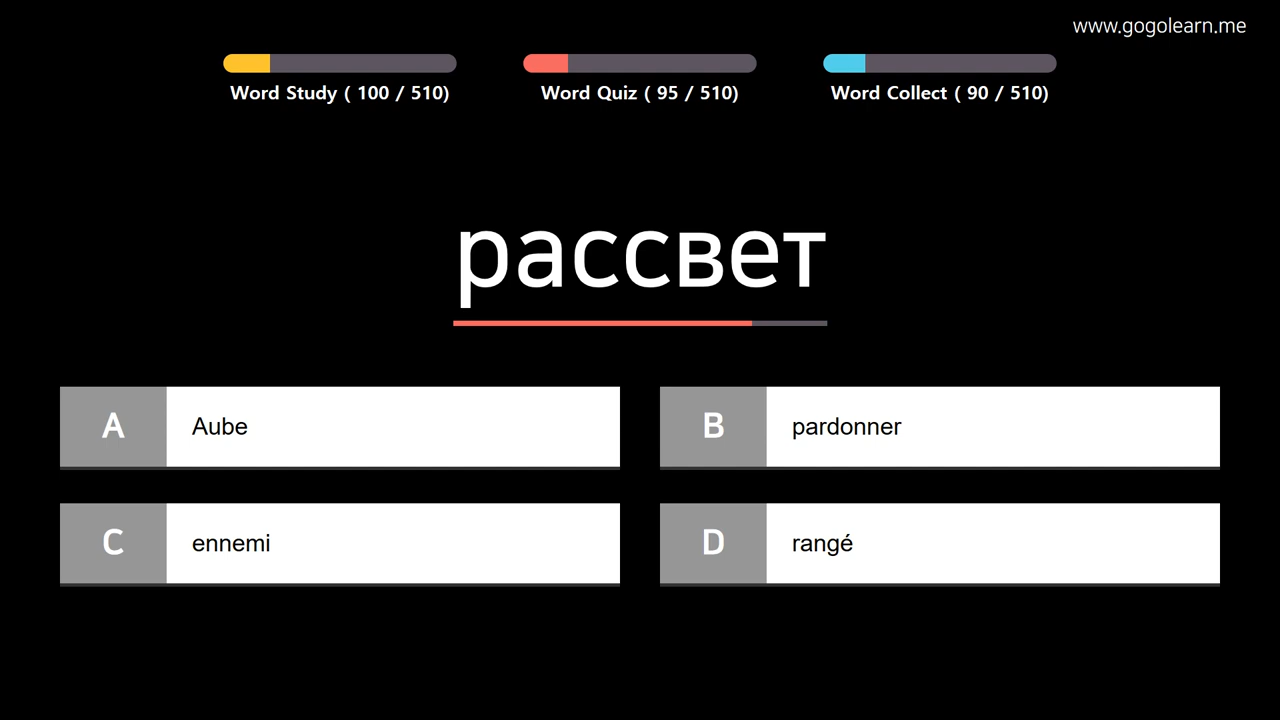 www.gogolearn.me
Word Study ( 100 / 510)
Word Quiz ( 95 / 510)
Word Collect ( 90 / 510)
рассвет
A
Aube
B
pardonner
C
ennemi
D
rangé